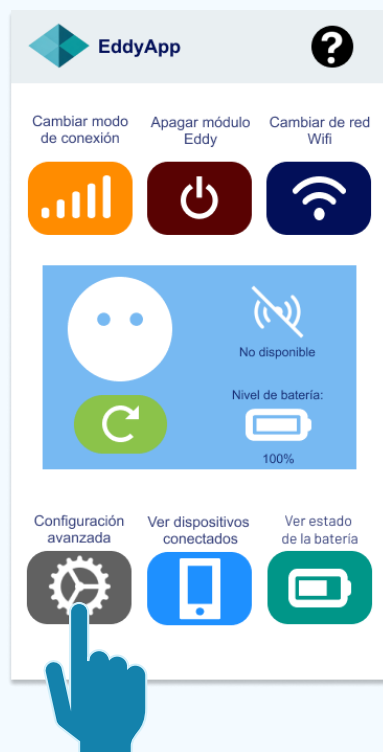 EddyApp
?
Cambiar modo
de conexión
Apagar módulo
Eddy
Cambiar de red
Wifi
No disponible
Nivel de batería:
100%
Configuración
avanzada
Ver dispositivos
conectados
Ver estado
de la batería